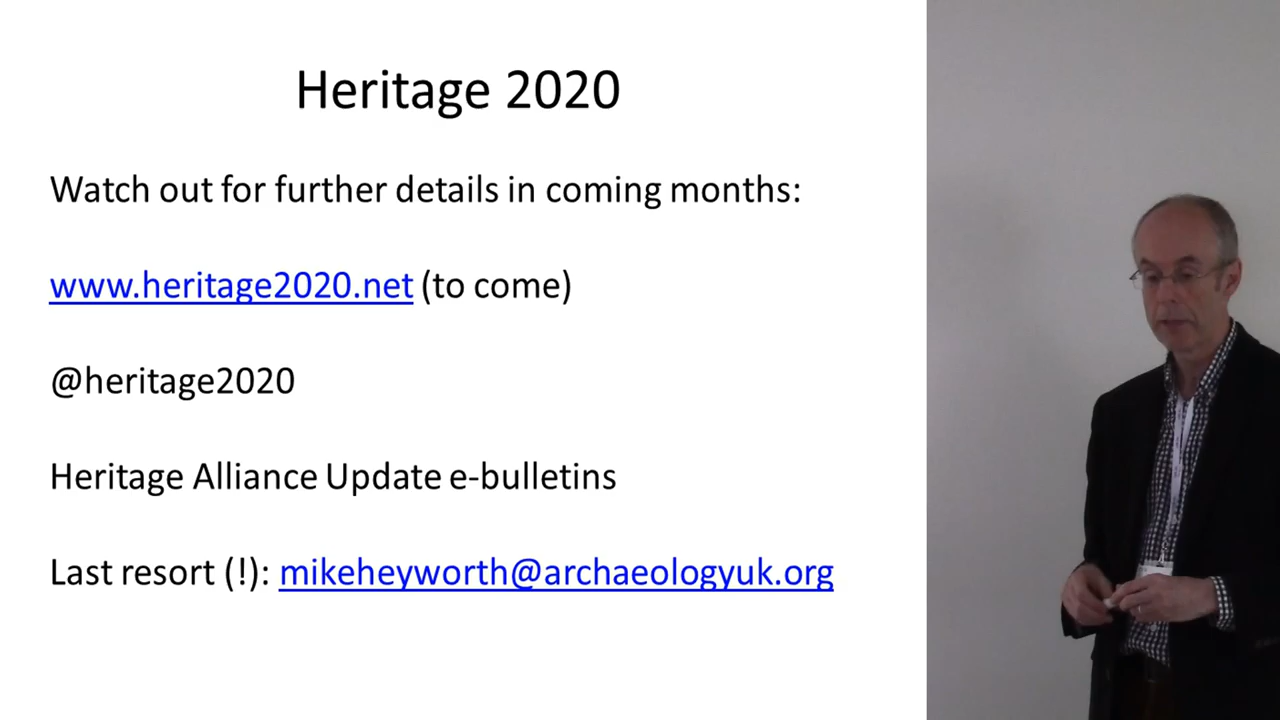 Heritage 2020
Watch out for further details in coming months:
www.heritage2020.net (to come)
@heritage2020
Heritage Alliance Update e-bulletins
Last resort (!): mikeheyworth@archaeologyuk.org